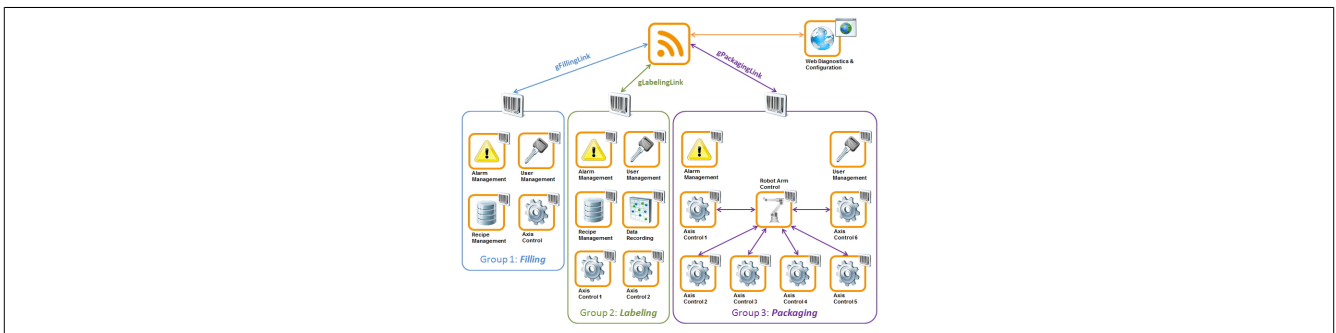 Web Diagnostics &
Configuration
gFillingLink
gLabelingLink
gPackagingLink
Alarm
Management
User
Management
Recipe
Management
Axis
Control
Group 1: Filling
Alarm
Management
User
Management
Recipe
Management
Data
Recording
Axis
Control 1
Axis
Control 2
Group 2: Labeling
Alarm
Management
User
Management
Robot Arm
Control
Axis
Control 1
Axis
Control 6
Axis
Control 2
Axis
Control 3
Axis
Control 4
Axis
Control 5
Group 3: Packaging